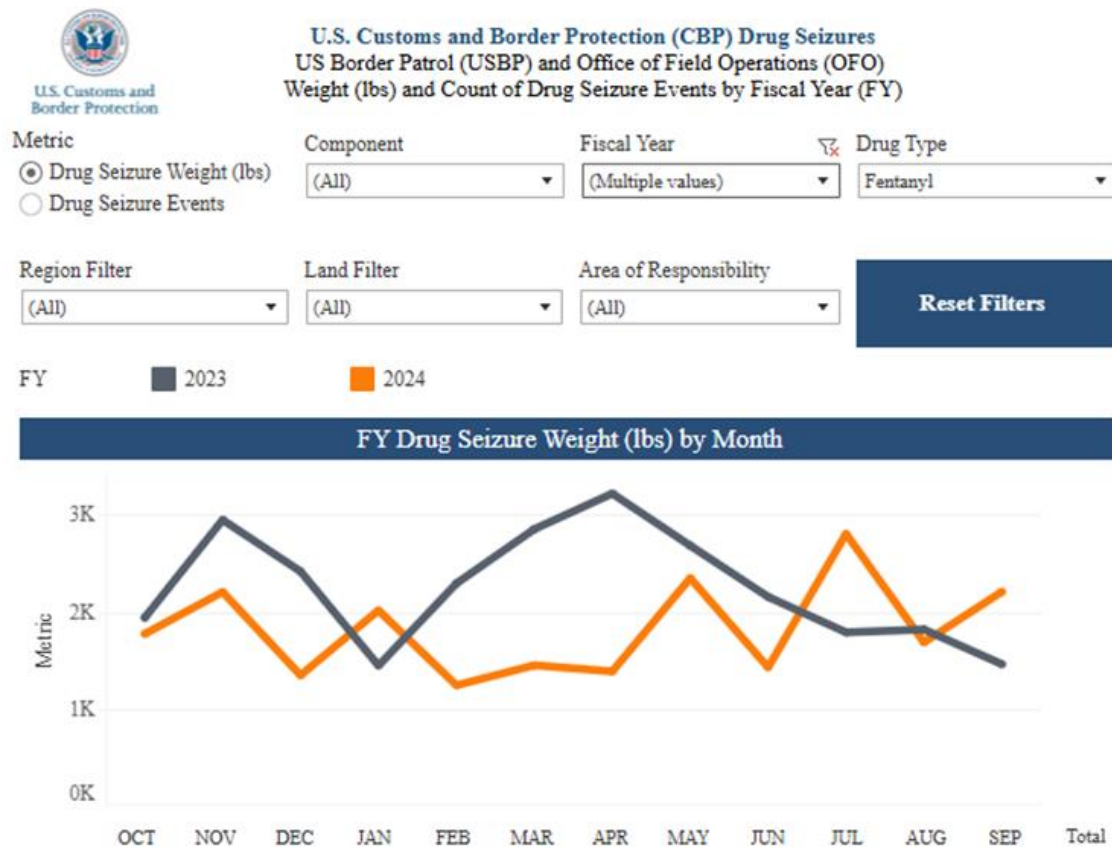 U.S. Customs and Border Protection (CBP) Drug Seizures
US Border Patrol (USBP) and Office of Field Operations (OFO)
Weight (lbs) and Count of Drug Seizure Events by Fiscal Year (FY)
U.S. Customs and
Border Protection
Metric
Drug Seizure Weight (lbs)
Drug Seizure Events
Component
(All)
Fiscal Year
(Multiple values)
Drug Type
Fentanyl
Region Filter
(All)
Land Filter
(All)
Area of Responsibility
(All)
Reset Filters
FY 2023 2024
FY Drug Seizure Weight (lbs) by Month
Metric
3K
2K
1K
0K
OCT NOV DEC JAN FEB MAR APR MAY JUN JUL AUG SEP Total